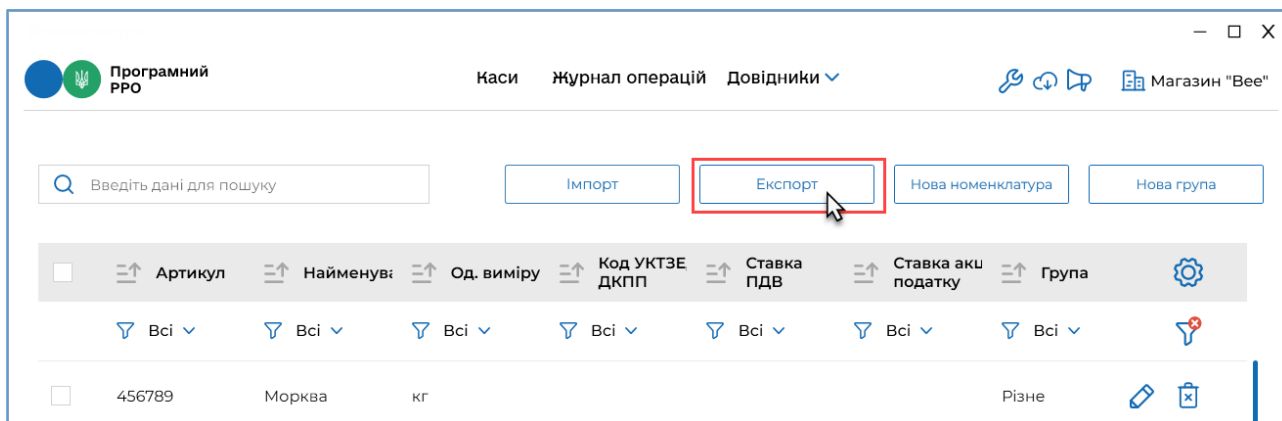 Програмний
РРО
Каси Журнал операцій Довідники
Магазин "Bee"
Введіть дані для пошуку
Імпорт
Експорт
Нова номенклатура
Нова група
Артикул Найменува Од. виміру Код УКТЗЕ Ставка Ставка акц Група
ДКПП ПДВ податку
Всі Всі Всі Всі Всі Всі Всі
456789 Морква кг Різне